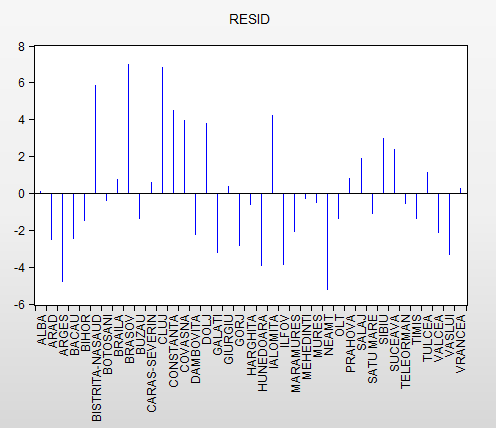 RESID
8
6
4
2
0
-2
-4
-6
ALBA
ARAD
ARGES
BACAU
BIHOR
BISTRITA-NASAUD
BOTOSANI
BRAILA
BRASOV
BUZAU
CARAS-SEVERIN
CLUJ
CONSTANTA
COVASNA
DAMBOVITA
DOLJ
GALATI
GIURGIU
GORJ
HARGHITA
HUNEDOARA
IALOMITA
ILFOV
MARAMURES
MEHEDINTI
MURES
NEAMT
OLT
PRAHOVA
SALAJ
SATU MARE
SIBIU
SUCEAVA
TELEORMAN
TIMIS
TULCEA
VALCEA
VASLUI
VRANCEA